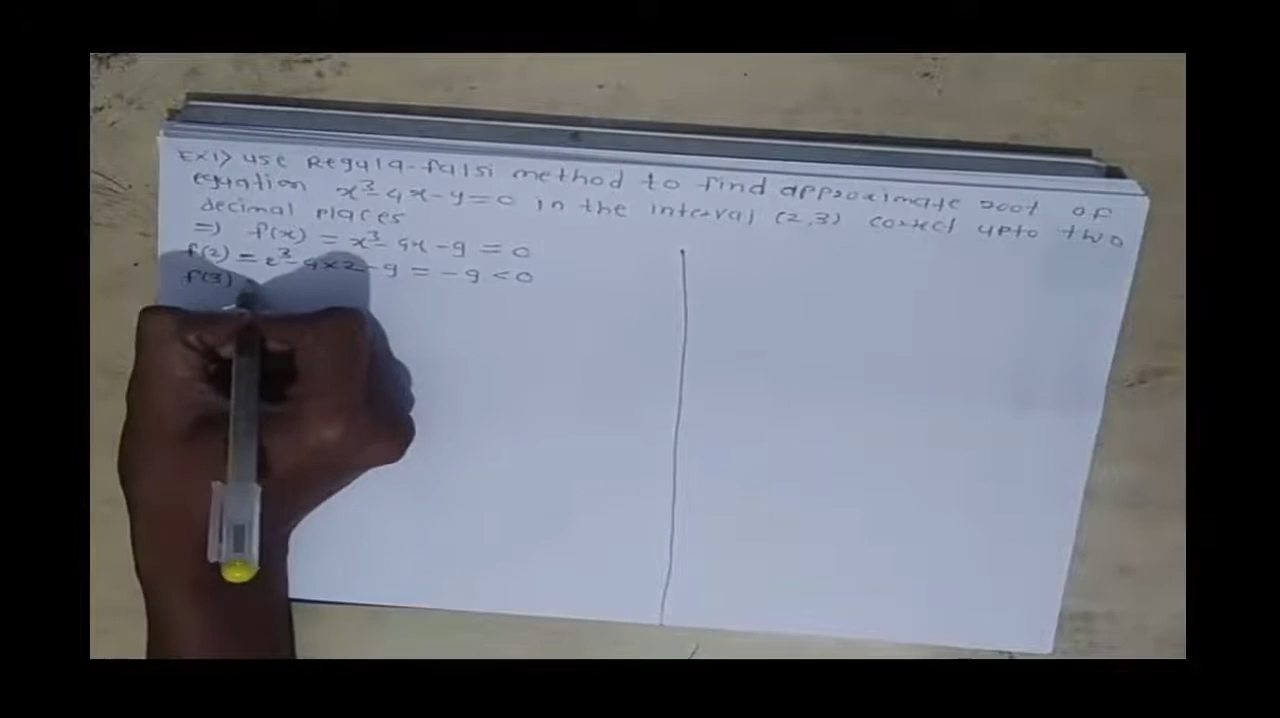 Ex1> use Regula-falsi method to find approximate root of
equation x³-4x-9=0 in the interval (2,3) correct upto two
decimal places
⇒ f(x) = x³-4x-9 = 0
f(2) = 2³-4×2-9 = -9 < 0
f(3)